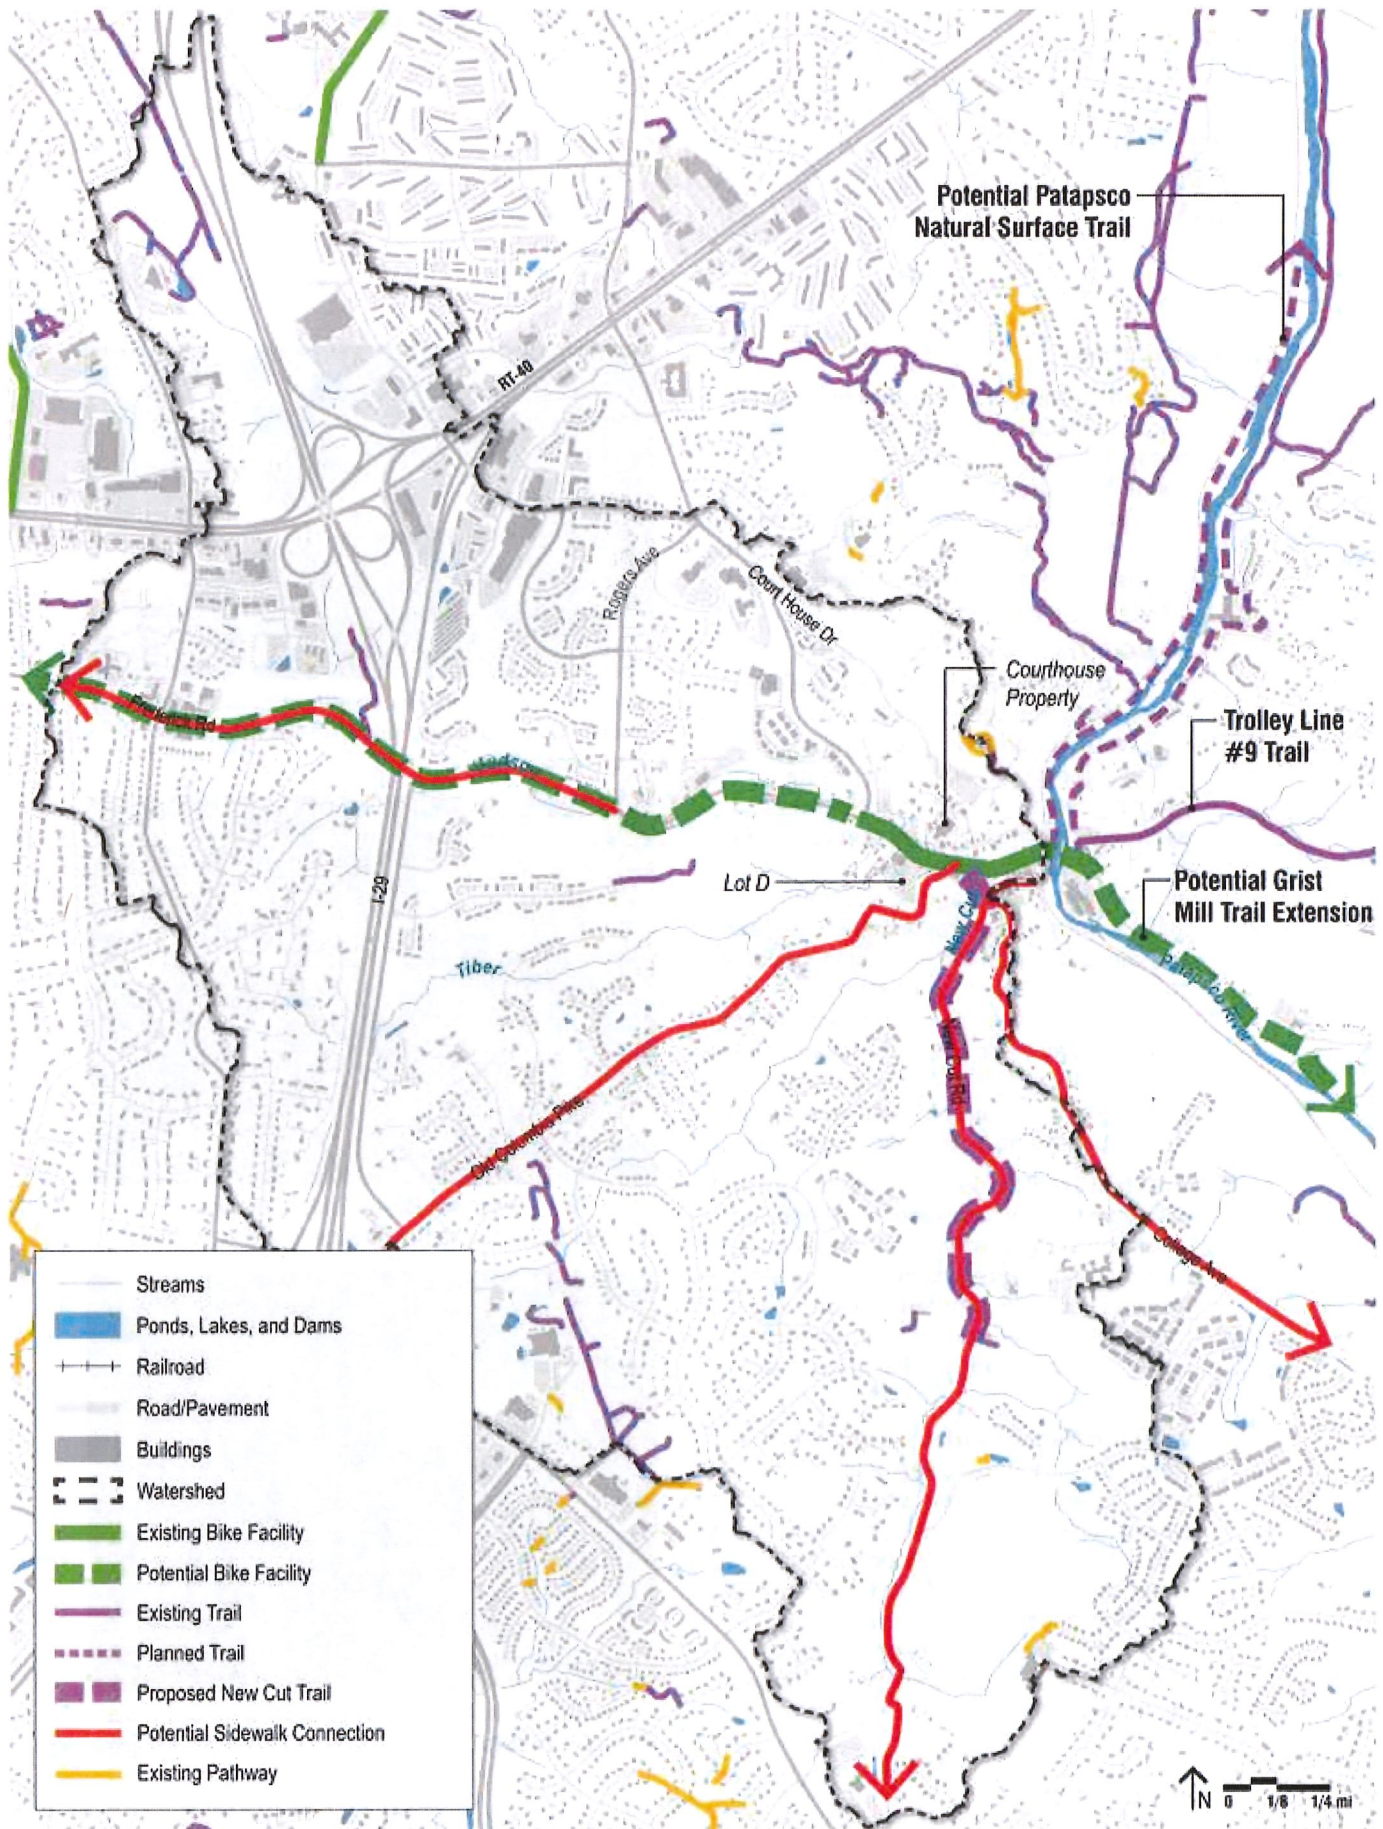 Potential Patapsco
Natural Surface Trail
RT-40
Rogers Ave
Court House Dr
Courthouse
Property
Trolley Line
#9 Trail
Frederick Rd
Lot D
Potential Grist
Mill Trail Extension
I-29
New Cut
Tiber
Patapsco River
New Cut Rd
Old Columbia Pike
College Ave
Streams
Ponds, Lakes, and Dams
Railroad
Road/Pavement
Buildings
Watershed
Existing Bike Facility
Potential Bike Facility
Existing Trail
Planned Trail
Proposed New Cut Trail
Potential Sidewalk Connection
Existing Pathway
N 0 1/8 1/4 mi